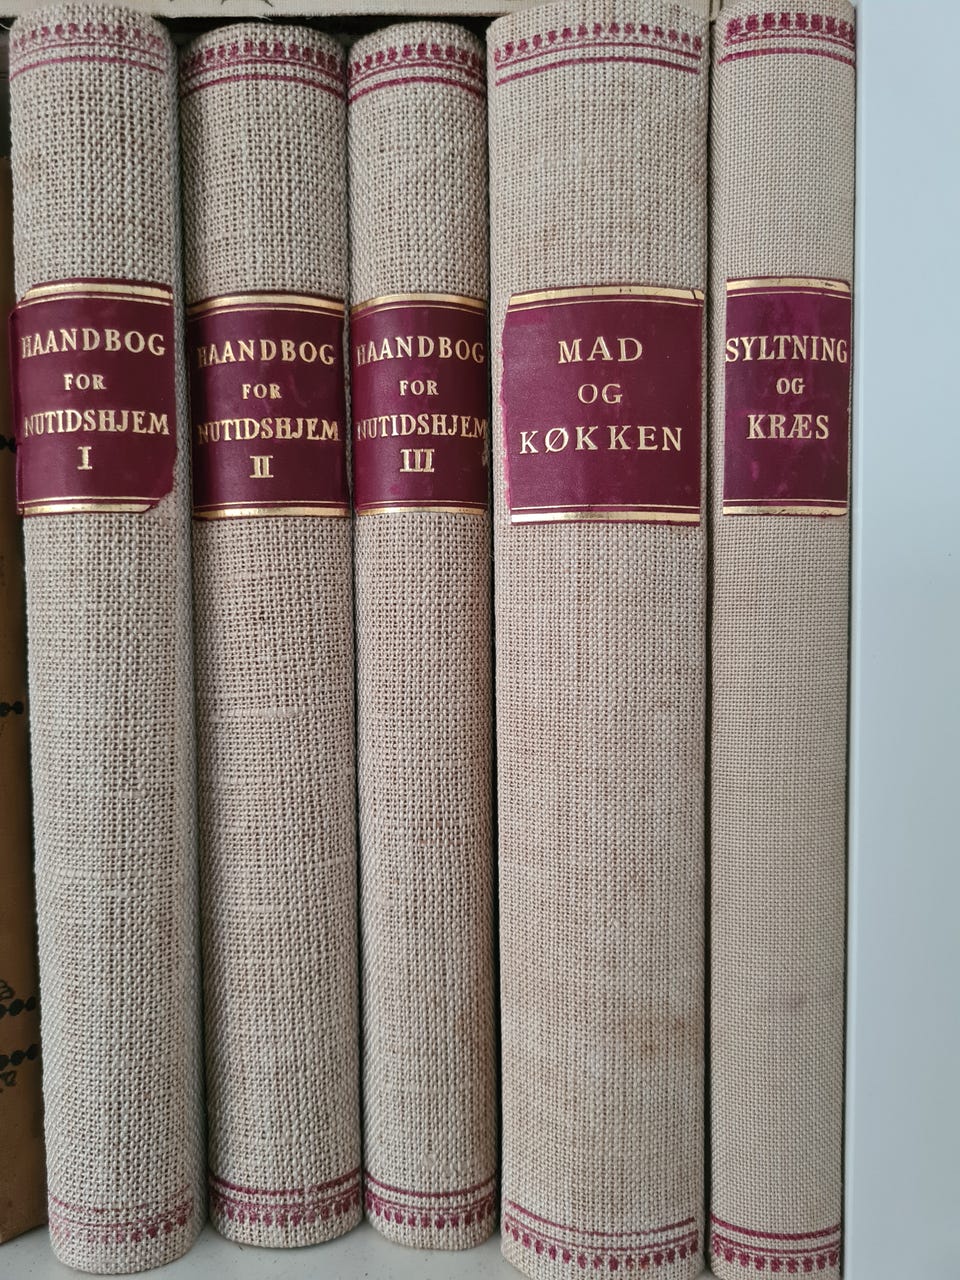 HAANDBOG
FOR
NUTIDSHJEM
I
HAANDBOG
FOR
NUTIDSHJEM
II
HAANDBOG
FOR
NUTIDSHJEM
III
MAD
OG
KØKKEN
SYLTNING
OG
KRÆS